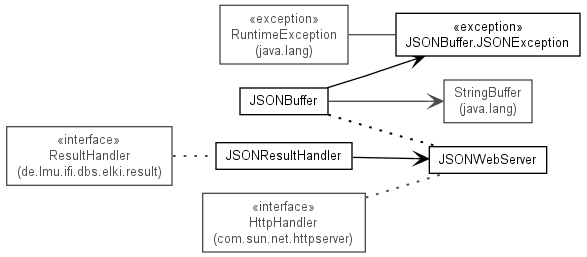 «exception»
RuntimeException
(java.lang)
«exception»
JSONBuffer.JSONException
JSONBuffer
StringBuffer
(java.lang)
«interface»
ResultHandler
(de.lmu.ifi.dbs.elki.result)
JSONResultHandler
JSONWebServer
«interface»
HttpHandler
(com.sun.net.httpserver)